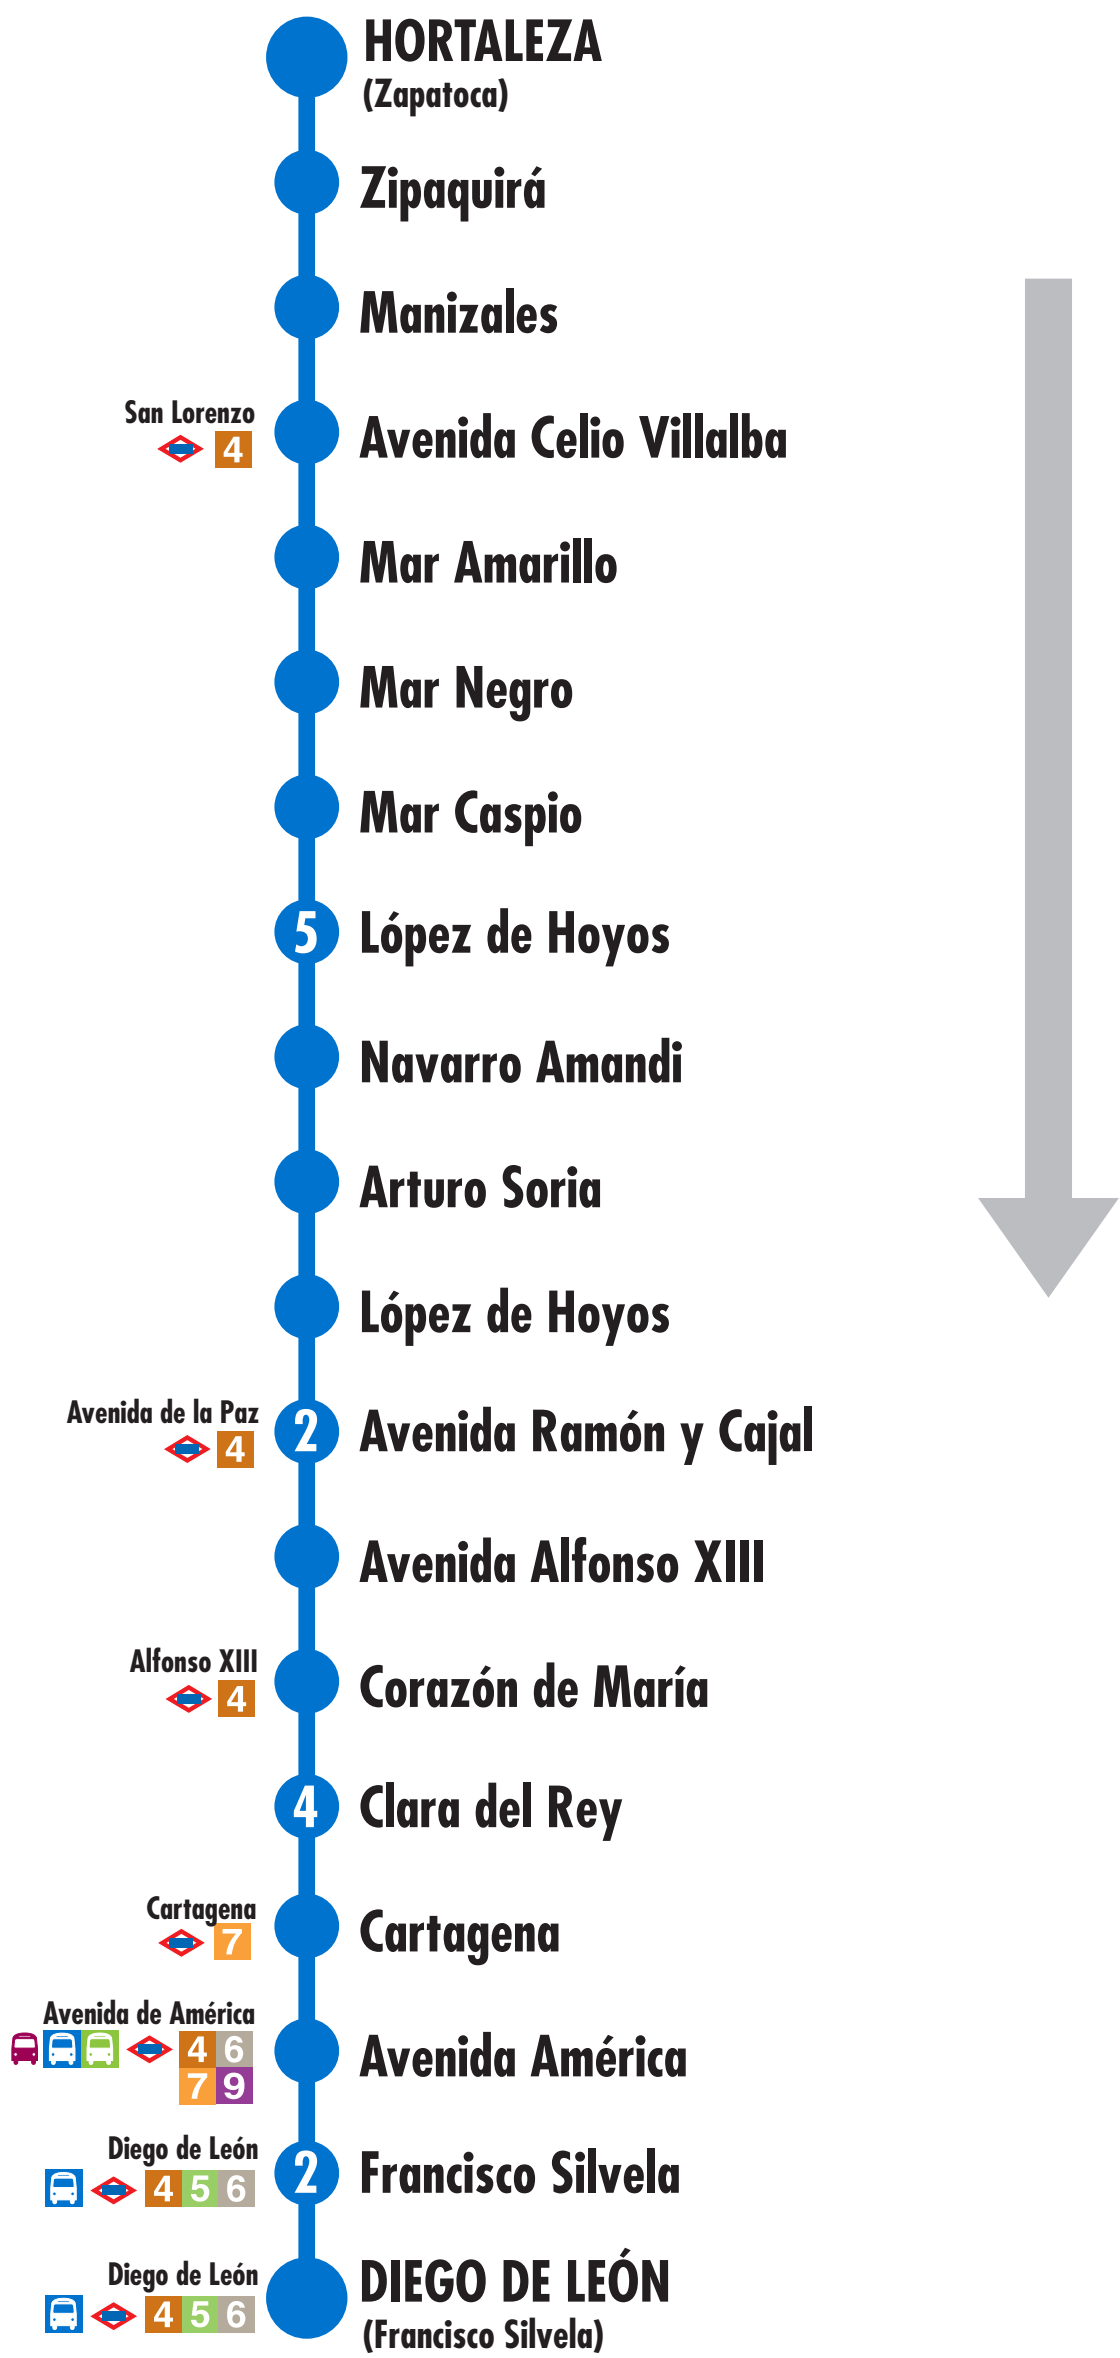 HORTALEZA
(Zapatoca)
Zipaquirá
Manizales
San Lorenzo
4
Avenida Celio Villalba
Mar Amarillo
Mar Negro
Mar Caspio
5 López de Hoyos
Navarro Amandi
Arturo Soria
López de Hoyos
Avenida de la Paz
4
2 Avenida Ramón y Cajal
Avenida Alfonso XIII
Alfonso XIII
4
Corazón de María
4 Clara del Rey
Cartagena
7
Cartagena
Avenida de América
4 6
7 9
Avenida América
Diego de León
4 5 6
2 Francisco Silvela
Diego de León
4 5 6
DIEGO DE LEÓN
(Francisco Silvela)